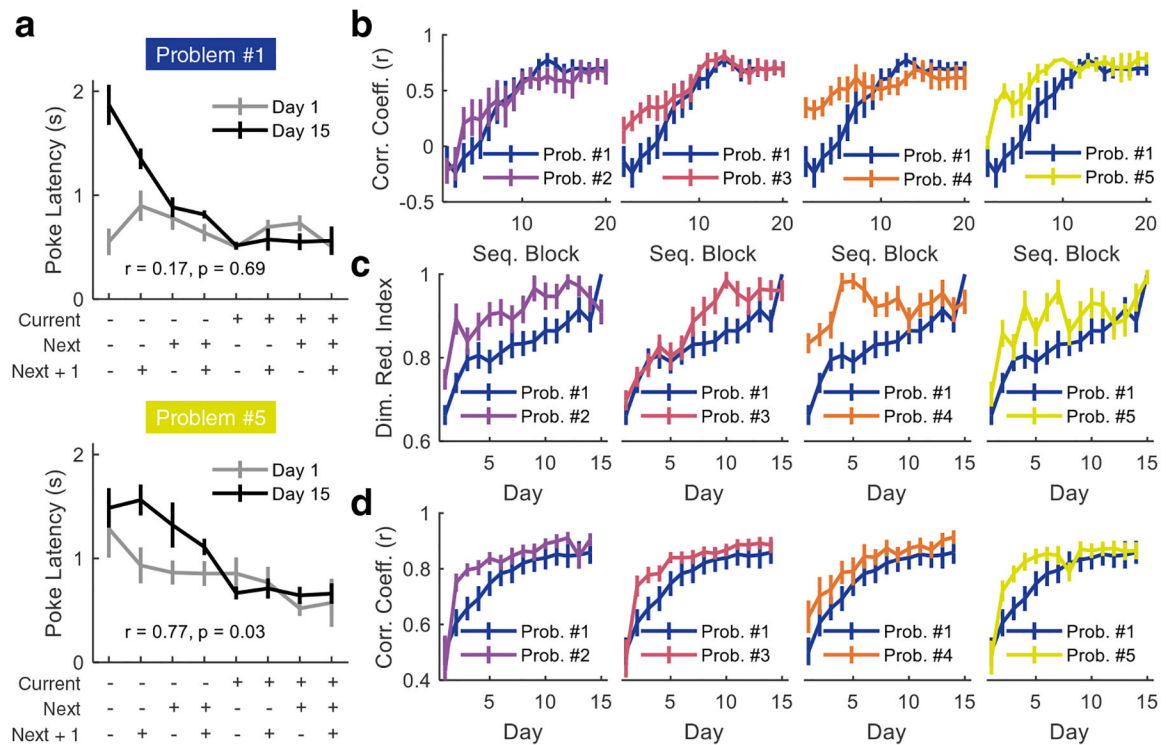 a
Problem #1
Poke Latency (s)
2
1
0
Day 1
Day 15
r = 0.17, p = 0.69
Current - - - - + + + +
Next - - + + - - + +
Next + 1 - + - + - + - +
Problem #5
Poke Latency (s)
2
1
0
Day 1
Day 15
r = 0.77, p = 0.03
Current - - - - + + + +
Next - - + + - - + +
Next + 1 - + - + - + - +
b
Corr. Coeff. (r)
1
0.5
0
-0.5
Prob. #1
Prob. #2
Prob. #1
Prob. #3
Prob. #1
Prob. #4
Prob. #1
Prob. #5
10 20 10 20 10 20 10 20
Seq. Block Seq. Block Seq. Block Seq. Block
c
Dim. Red. Index
1
0.8
0.6
Prob. #1
Prob. #2
Prob. #1
Prob. #3
Prob. #1
Prob. #4
Prob. #1
Prob. #5
5 10 15 5 10 15 5 10 15 5 10 15
Day Day Day Day
d
Corr. Coeff. (r)
1
0.8
0.6
0.4
Prob. #1
Prob. #2
Prob. #1
Prob. #3
Prob. #1
Prob. #4
Prob. #1
Prob. #5
5 10 15 5 10 15 5 10 15 5 10 15
Day Day Day Day